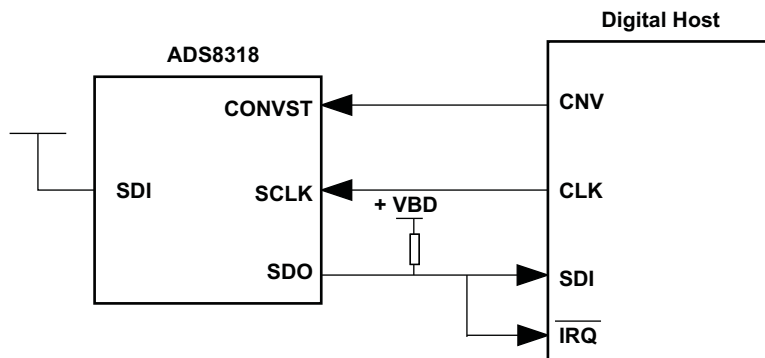 Digital Host
ADS8318
CONVST
CNV
SDI
SCLK
CLK
+ VBD
SDO
SDI
IRQ